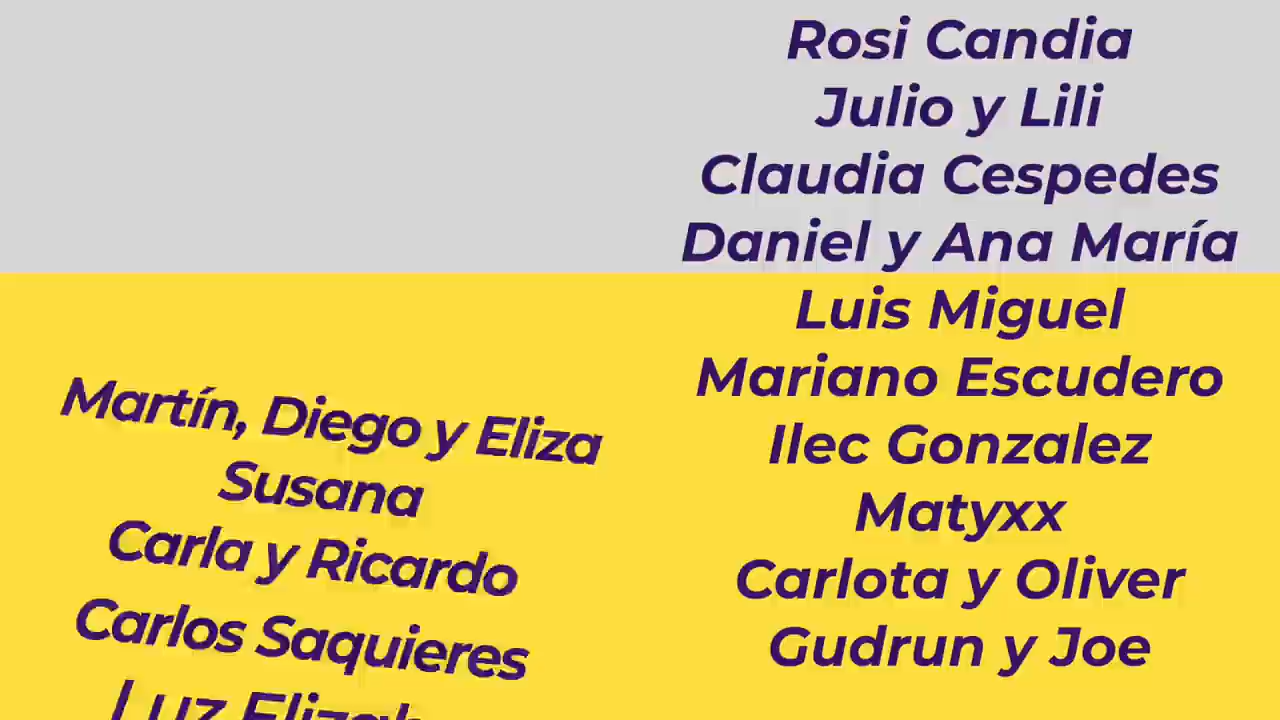 Rosi Candia
Julio y Lili
Claudia Cespedes
Daniel y Ana María
Luis Miguel
Mariano Escudero
Ilec Gonzalez
Matyxx
Carlota y Oliver
Gudrun y Joe
Martín, Diego y Eliza
Susana
Carla y Ricardo
Carlos Saquieres
Luz